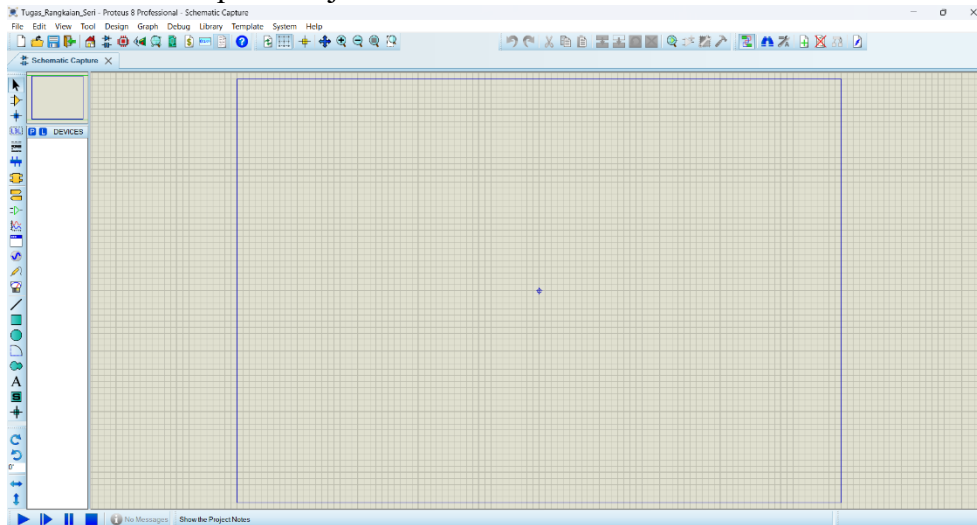 Tugas_Rangkaian_Seri - Proteus 8 Professional - Schematic Capture
File Edit View Tool Design Graph Debug Library Template System Help
Schematic Capture
P L DEVICES
A
S
0°
No Messages Show the Project Notes